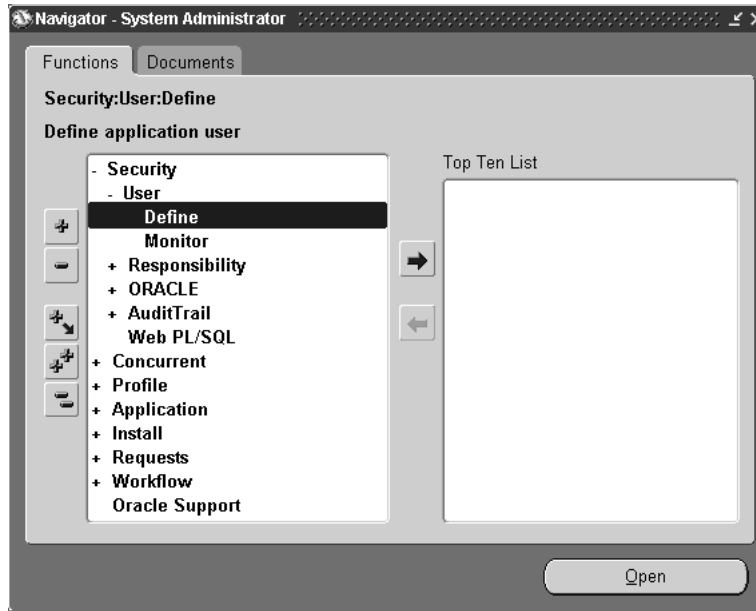 Navigator - System Administrator
Functions Documents
Security:User:Define
Define application user
Top Ten List
- Security
- User
Define
Monitor
+ Responsibility
+ ORACLE
+ AuditTrail
Web PL/SQL
+ Concurrent
+ Profile
+ Application
+ Install
+ Requests
+ Workflow
Oracle Support
Open